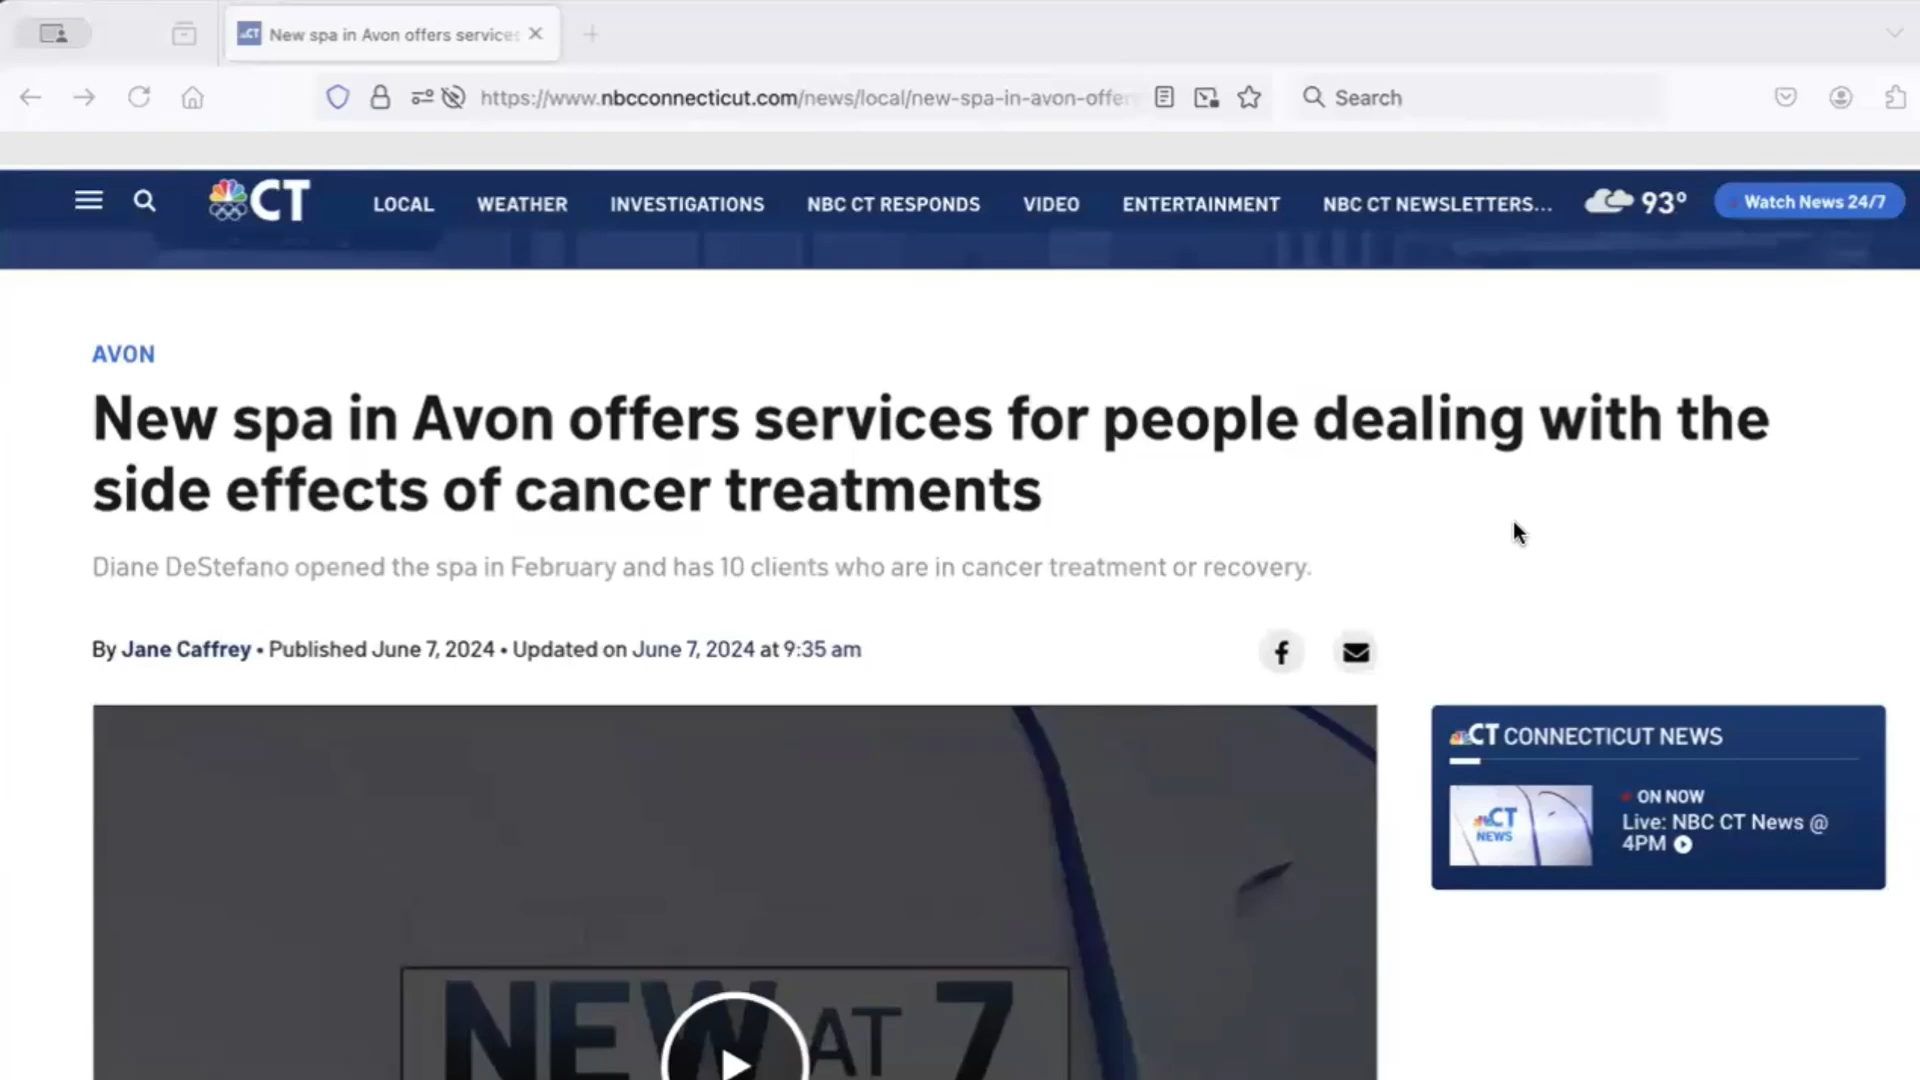 New spa in Avon offers services
https://www.nbcconnecticut.com/news/local/new-spa-in-avon-offer
Search
CT
LOCAL
WEATHER
INVESTIGATIONS
NBC CT RESPONDS
VIDEO
ENTERTAINMENT
NBC CT NEWSLETTERS...
93°
Watch News 24/7
AVON
New spa in Avon offers services for people dealing with the
side effects of cancer treatments
Diane DeStefano opened the spa in February and has 10 clients who are in cancer treatment or recovery.
By Jane Caffrey • Published June 7, 2024 • Updated on June 7, 2024 at 9:35 am
CT CONNECTICUT NEWS
CT
NEWS
ON NOW
Live: NBC CT News @
4PM
NEW AT 7